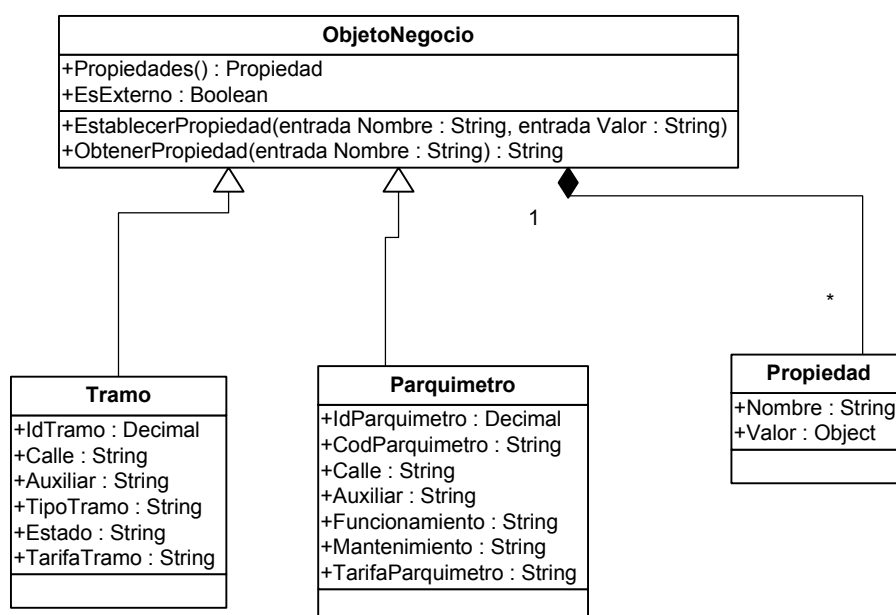 ObjetoNegocio
+Propiedades() : Propiedad
+EsExterno : Boolean
+EstablecerPropiedad(entrada Nombre : String, entrada Valor : String)
+ObtenerPropiedad(entrada Nombre : String) : String
1
*
Tramo
+IdTramo : Decimal
+Calle : String
+Auxiliar : String
+TipoTramo : String
+Estado : String
+TarifaTramo : String
Parquimetro
+IdParquimetro : Decimal
+CodParquimetro : String
+Calle : String
+Auxiliar : String
+Funcionamiento : String
+Mantenimiento : String
+TarifaParquimetro : String
Propiedad
+Nombre : String
+Valor : Object